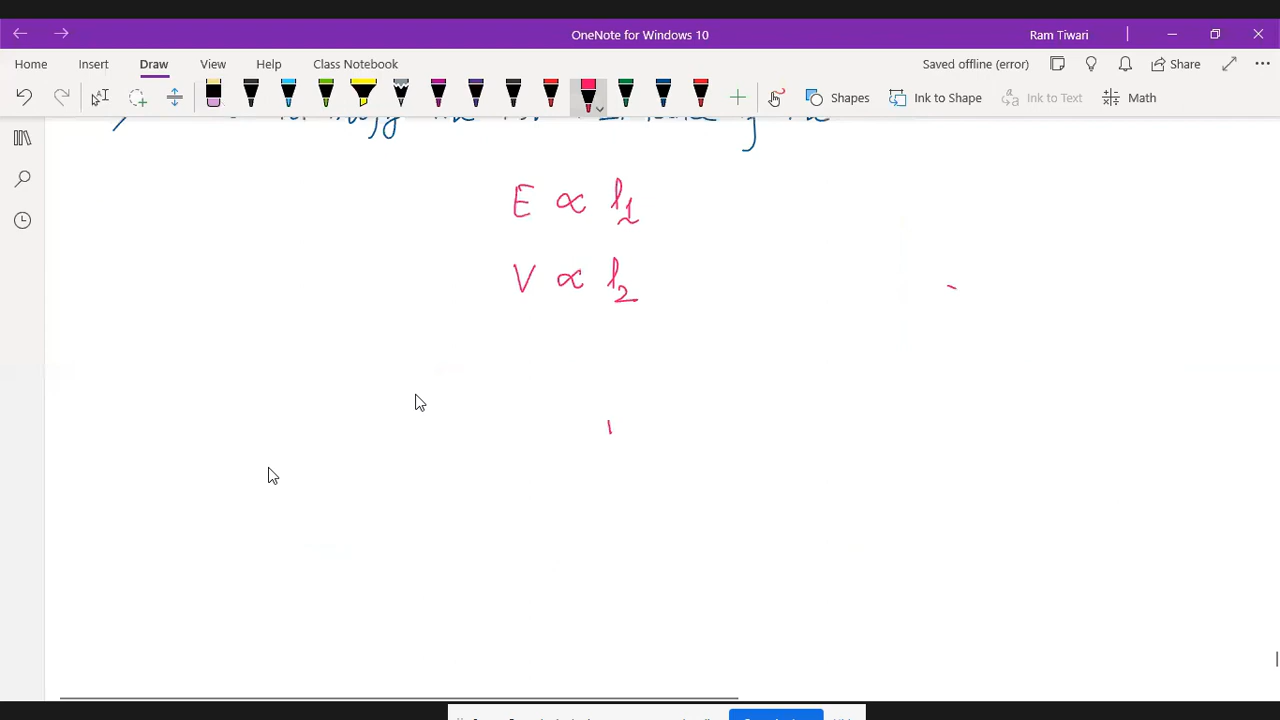 OneNote for Windows 10
Ram Tiwari
Home Insert Draw View Help Class Notebook
Saved offline (error) Share
Shapes Ink to Shape Ink to Text Math
E ∝ l₁
V ∝ l₂